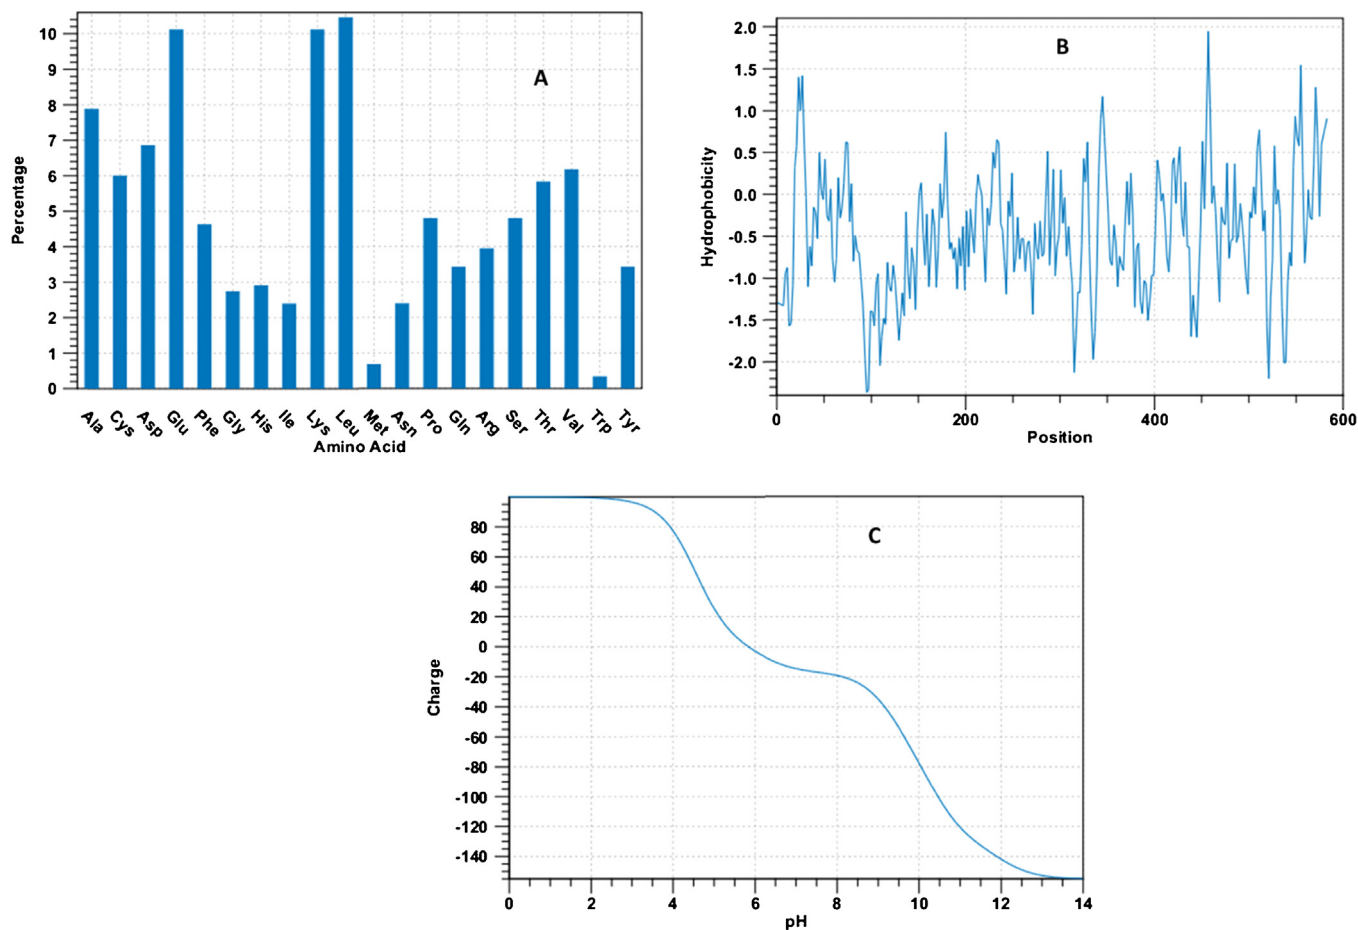 A
Percentage
10
9
8
7
6
5
4
3
2
1
0
Ala Cys Asp Glu Phe Gly His Ile Lys Leu Met Asn Pro Gln Arg Ser Thr Val Trp Tyr
Amino Acid
B
Hydrophobicity
2.0
1.5
1.0
0.5
0.0
-0.5
-1.0
-1.5
-2.0
0 200 400 600
Position
C
Charge
80
60
40
20
0
-20
-40
-60
-80
-100
-120
-140
0 2 4 6 8 10 12 14
pH